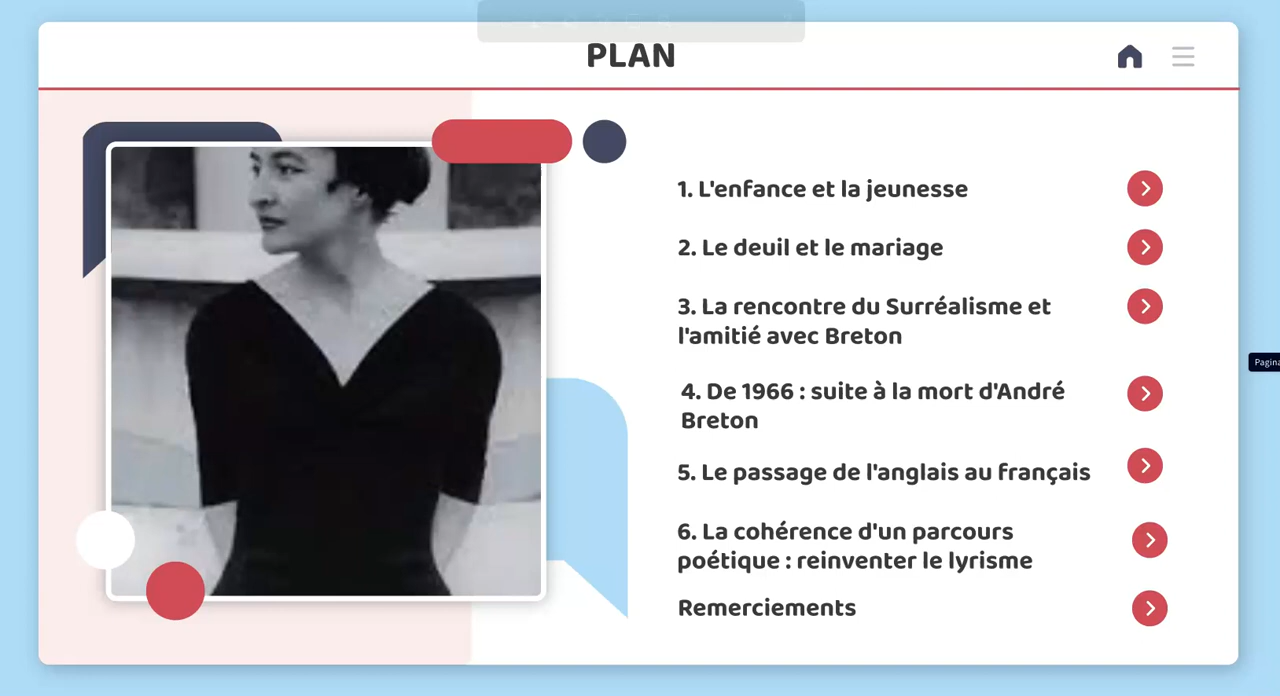 PLAN
1. L'enfance et la jeunesse
2. Le deuil et le mariage
3. La rencontre du Surréalisme et
l'amitié avec Breton
4. De 1966 : suite à la mort d'André
Breton
5. Le passage de l'anglais au français
6. La cohérence d'un parcours
poétique : reinventer le lyrisme
Remerciements